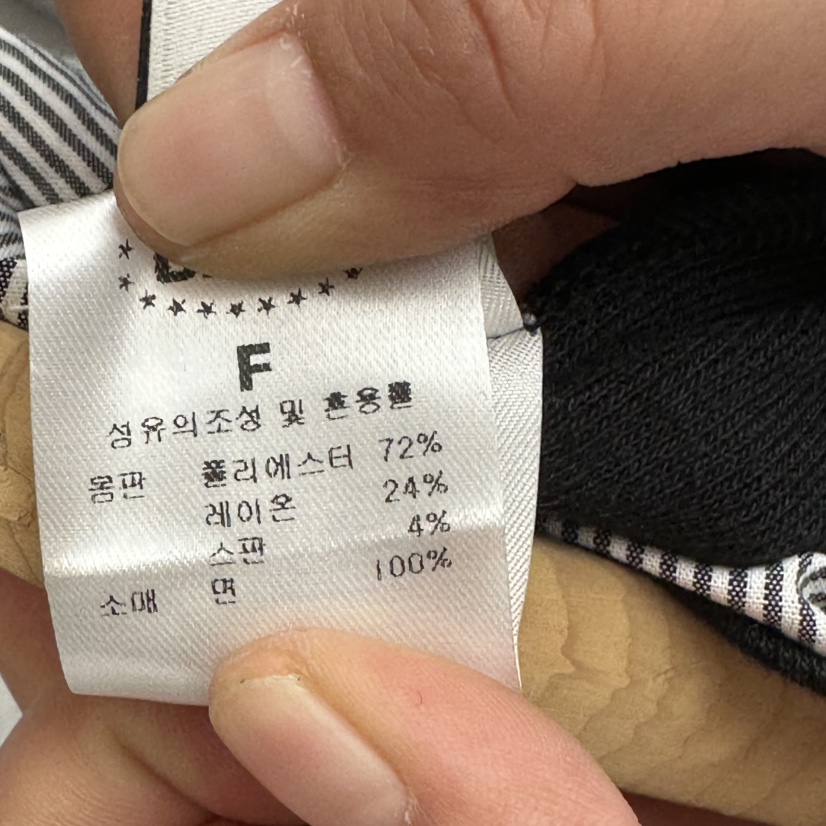 F
섬유의조성 및 혼용률
몸판 폴리에스터 72%
레이온 24%
스판 4%
소매 면 100%